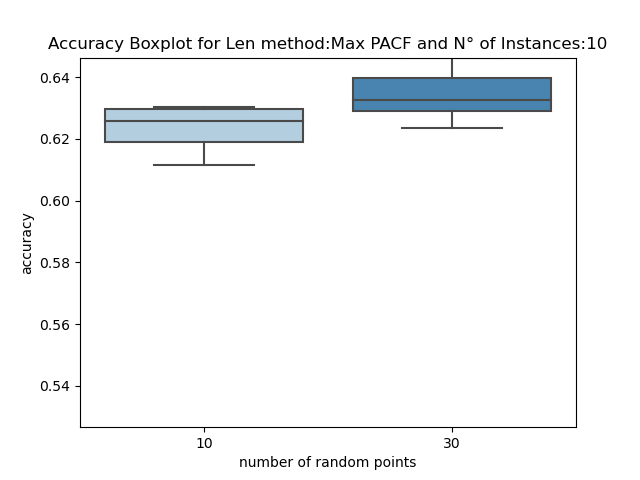 Accuracy Boxplot for Len method:Max PACF and N° of Instances:10
0.64
0.62
0.60
0.58
0.56
0.54
accuracy
10
30
number of random points